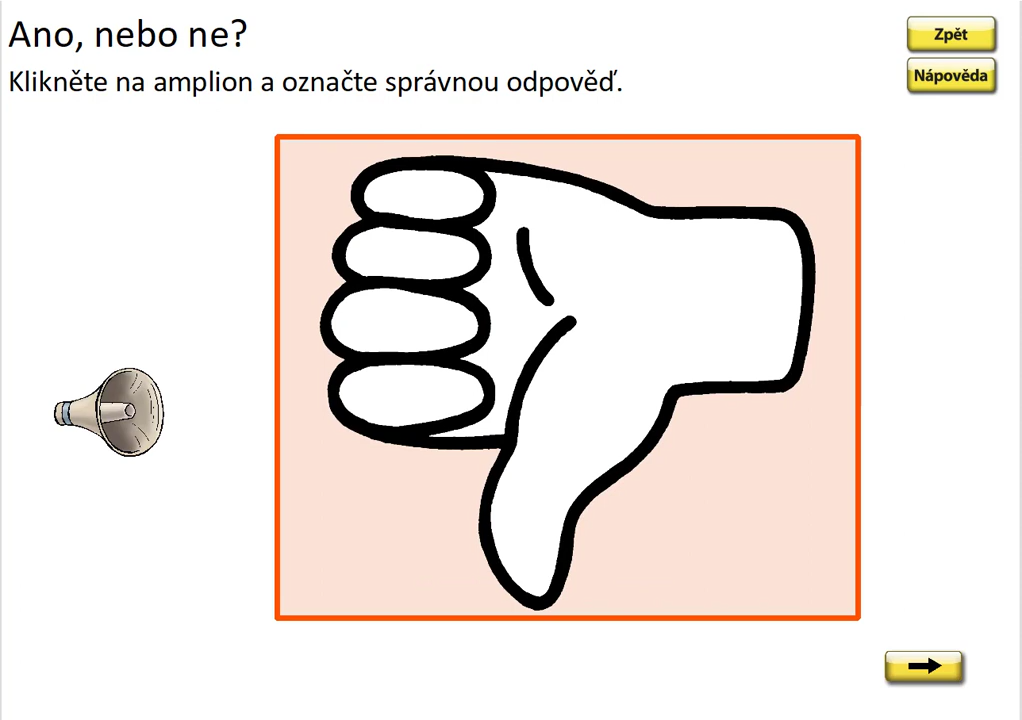 Ano, nebo ne?
Klikněte na amplion a označte správnou odpověď.
Zpět
Nápověda